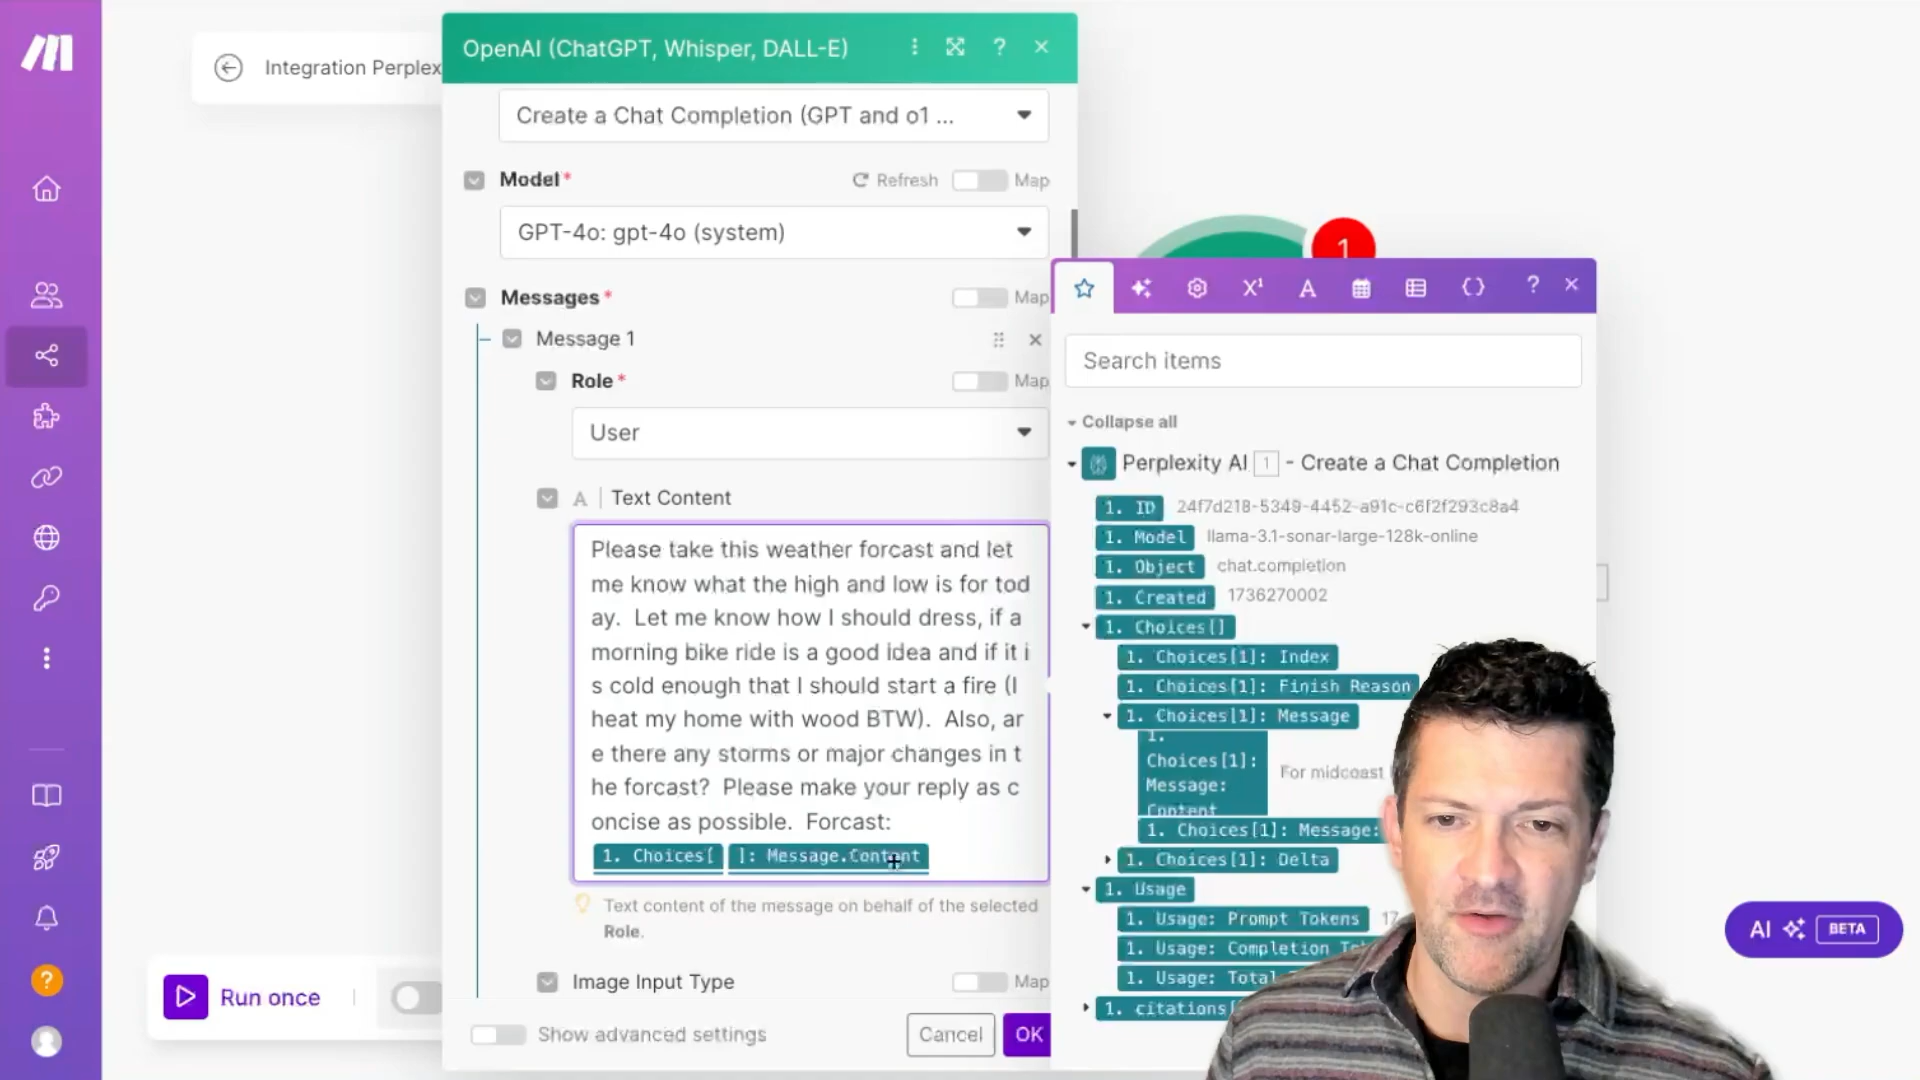 Integration Perplex
OpenAI (ChatGPT, Whisper, DALL-E)
?
Create a Chat Completion (GPT and o1 ...
Model*
Refresh
Map
GPT-4o: gpt-4o (system)
Messages *
Map
Message 1
Role *
Map
User
A | Text Content
Please take this weather forcast and let
me know what the high and low is for tod
ay. Let me know how I should dress, if a
morning bike ride is a good idea and if it i
s cold enough that I should start a fire (I
heat my home with wood BTW). Also, ar
e there any storms or major changes in t
he forcast? Please make your reply as c
oncise as possible. Forcast:
1. Choices[ ]: Message.Content
Text content of the message on behalf of the selected
Role.
Image Input Type
Map
Show advanced settings
Cancel
OK
Run once
?
1
X¹
A
?
Search items
Collapse all
Perplexity AI 1 - Create a Chat Completion
1. ID 24f7d218-5349-4452-a91c-c6f2f293c8a4
1. Model llama-3.1-sonar-large-128k-online
1. Object chat.completion
1. Created 1736270002
1. Choices[]
1. Choices[1]: Index
1. Choices[1]: Finish Reason
1. Choices[1]: Message
1.
Choices[1]:
Message:
Content
For midcoast
1. Choices[1]: Message:
1. Choices[1]: Delta
1. Usage
1. Usage: Prompt Tokens 17
1. Usage: Completion
1. Usage: Total
1. citations[
AI BETA